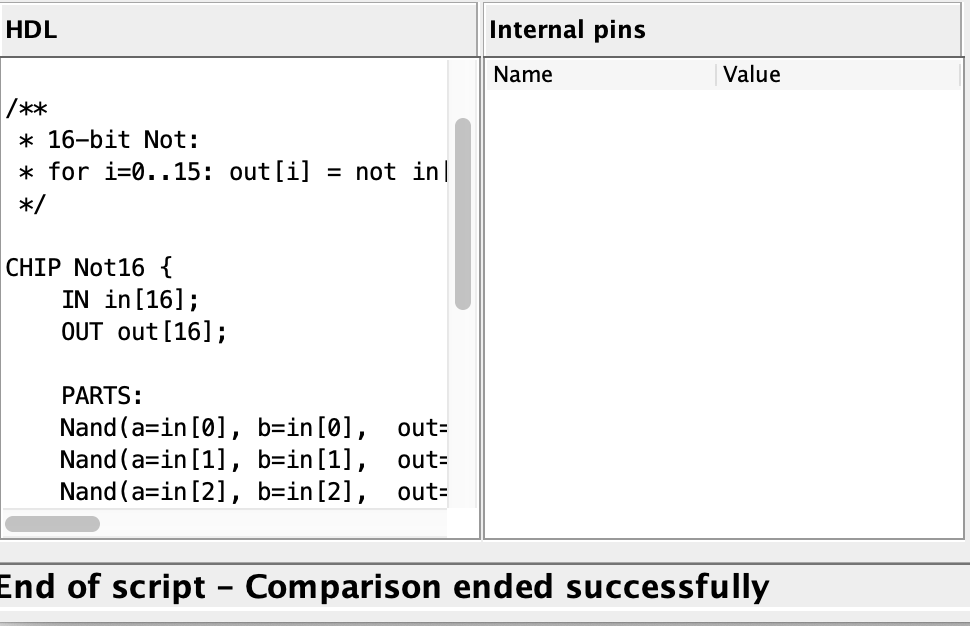 HDL
Internal pins
Name
Value
/**
 * 16-bit Not:
 * for i=0..15: out[i] = not in[
 */
CHIP Not16 {
    IN in[16];
    OUT out[16];
    PARTS:
    Nand(a=in[0], b=in[0],  out=
    Nand(a=in[1], b=in[1],  out=
    Nand(a=in[2], b=in[2],  out=
End of script – Comparison ended successfully